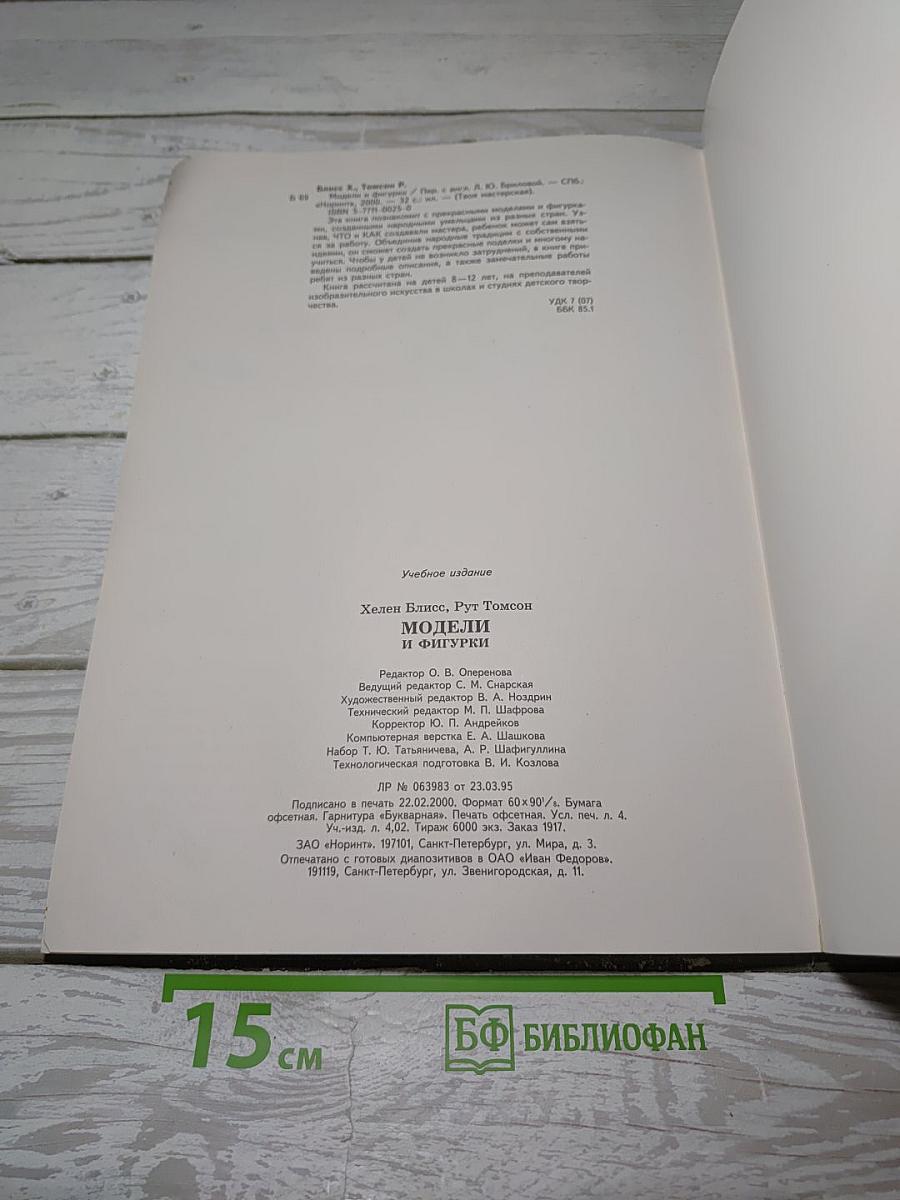 Блисс Х., Томсон Р.
Б 69 Модели и фигурки / Пер. с англ. Л. Ю. Бриловой. — СПб.:
«Норинт», 2000. — 32 с.: ил. — (Твоя мастерская).
ISBN 5-7711-0025-0
Эта книга познакомит с прекрасными моделями и фигурка-
ми, созданными народными умельцами из разных стран. Уз-
нав, ЧТО и КАК создавали мастера, ребенок может сам взять-
ся за работу. Объединив народные традиции с собственными
идеями, он сможет создать прекрасные поделки и многому на-
учиться. Чтобы у детей не возникло затруднений, в книге при-
ведены подробные описания, а также замечательные работы
ребят из разных стран.
Книга рассчитана на детей 8—12 лет, на преподавателей
изобразительного искусства в школах и студиях детского твор-
чества.
УДК 7 (07)
ББК 85.1
Учебное издание
Хелен Блисс, Рут Томсон
МОДЕЛИ
И ФИГУРКИ
Редактор О. В. Оперенова
Ведущий редактор С. М. Снарская
Художественный редактор В. А. Ноздрин
Технический редактор М. П. Шафрова
Корректор Ю. П. Андрейков
Компьютерная верстка Е. А. Шашкова
Набор Т. Ю. Татьяничева, А. Р. Шафигуллина
Технологическая подготовка В. И. Козлова
ЛР № 063983 от 23.03.95
Подписано в печать 22.02.2000. Формат 60×90¹/₈. Бумага
офсетная. Гарнитура «Букварная». Печать офсетная. Усл. печ. л. 4.
Уч.-изд. л. 4,02. Тираж 6000 экз. Заказ 1917.
ЗАО «Норинт». 197101, Санкт-Петербург, ул. Мира, д. 3.
Отпечатано с готовых диапозитивов в ОАО «Иван Федоров».
191119, Санкт-Петербург, ул. Звенигородская, д. 11.
15 см
БФ БИБЛИОФАН